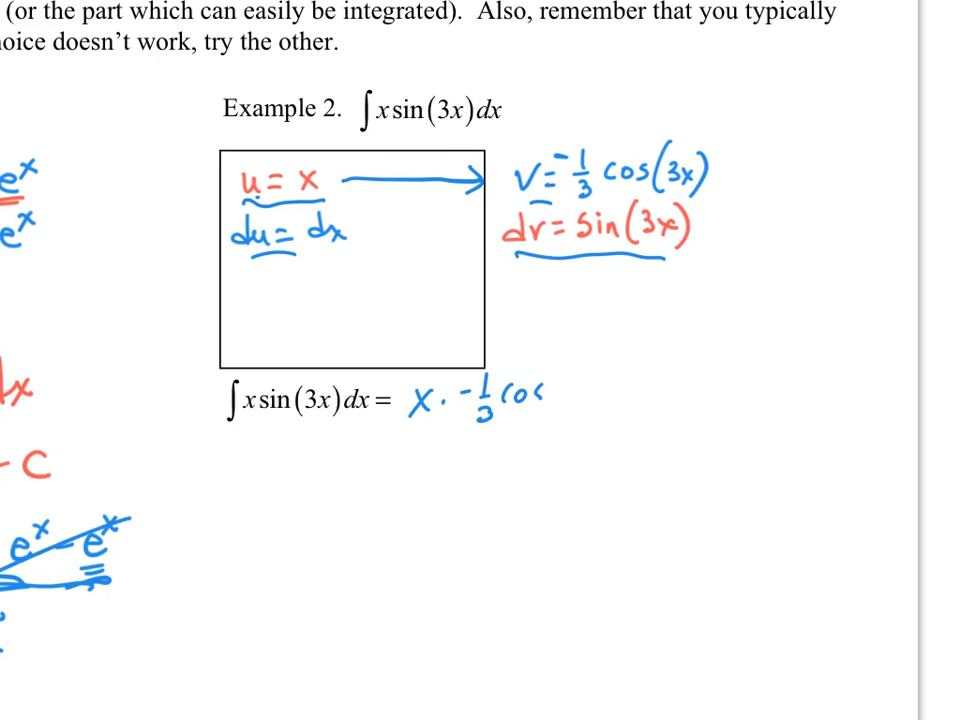 (or the part which can easily be integrated). Also, remember that you typically
oice doesn't work, try the other.
Example 2. ∫x sin(3x)dx
e^x
u = x → v = -1/3 cos(3x)
e^x
du = dx dv = sin(3x)
dx
∫x sin(3x)dx = x · -1/3 cos
- C
e^x - e^x